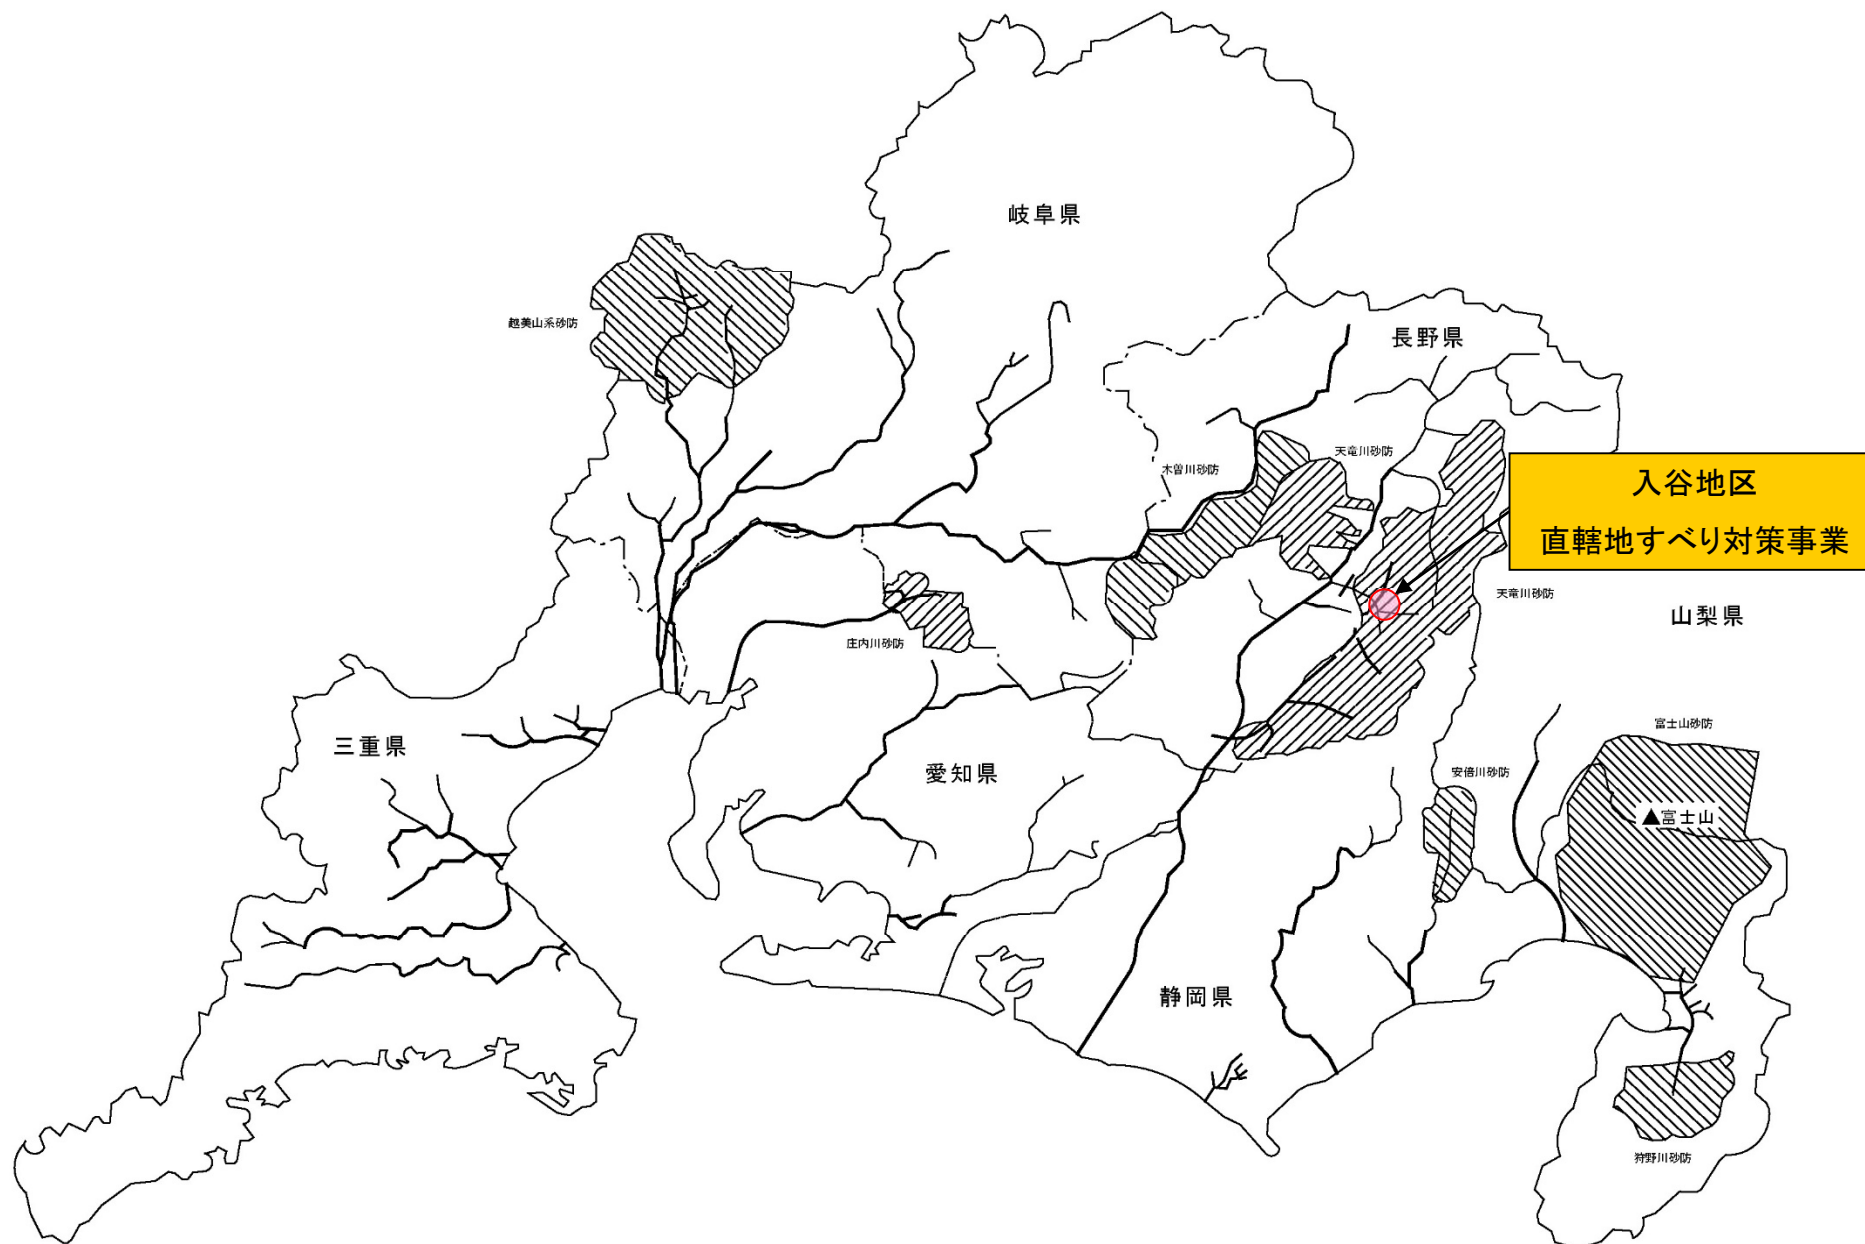 岐阜県
越美山系砂防
長野県
天竜川砂防
木曽川砂防
入谷地区
直轄地すべり対策事業
天竜川砂防
山梨県
庄内川砂防
富士山砂防
三重県
愛知県
安倍川砂防
▲富士山
静岡県
狩野川砂防